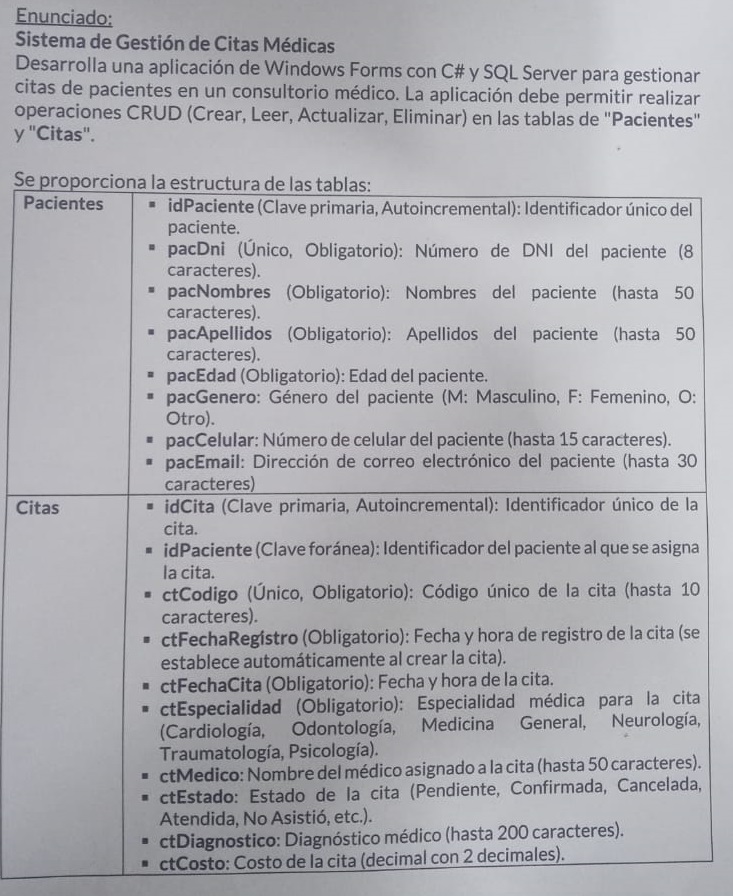 Enunciado:
Sistema de Gestión de Citas Médicas
Desarrolla una aplicación de Windows Forms con C# y SQL Server para gestionar
citas de pacientes en un consultorio médico. La aplicación debe permitir realizar
operaciones CRUD (Crear, Leer, Actualizar, Eliminar) en las tablas de "Pacientes"
y "Citas".
Se proporciona la estructura de las tablas:
Pacientes
▪ idPaciente (Clave primaria, Autoincremental): Identificador único del
paciente.
▪ pacDni (Único, Obligatorio): Número de DNI del paciente (8
caracteres).
▪ pacNombres (Obligatorio): Nombres del paciente (hasta 50
caracteres).
▪ pacApellidos (Obligatorio): Apellidos del paciente (hasta 50
caracteres).
▪ pacEdad (Obligatorio): Edad del paciente.
▪ pacGenero: Género del paciente (M: Masculino, F: Femenino, O:
Otro).
▪ pacCelular: Número de celular del paciente (hasta 15 caracteres).
▪ pacEmail: Dirección de correo electrónico del paciente (hasta 30
caracteres)
Citas
▪ idCita (Clave primaria, Autoincremental): Identificador único de la
cita.
▪ idPaciente (Clave foránea): Identificador del paciente al que se asigna
la cita.
▪ ctCodigo (Único, Obligatorio): Código único de la cita (hasta 10
caracteres).
▪ ctFechaRegistro (Obligatorio): Fecha y hora de registro de la cita (se
establece automáticamente al crear la cita).
▪ ctFechaCita (Obligatorio): Fecha y hora de la cita.
▪ ctEspecialidad (Obligatorio): Especialidad médica para la cita
(Cardiología, Odontología, Medicina General, Neurología,
Traumatología, Psicología).
▪ ctMedico: Nombre del médico asignado a la cita (hasta 50 caracteres).
▪ ctEstado: Estado de la cita (Pendiente, Confirmada, Cancelada,
Atendida, No Asistió, etc.).
▪ ctDiagnostico: Diagnóstico médico (hasta 200 caracteres).
▪ ctCosto: Costo de la cita (decimal con 2 decimales).